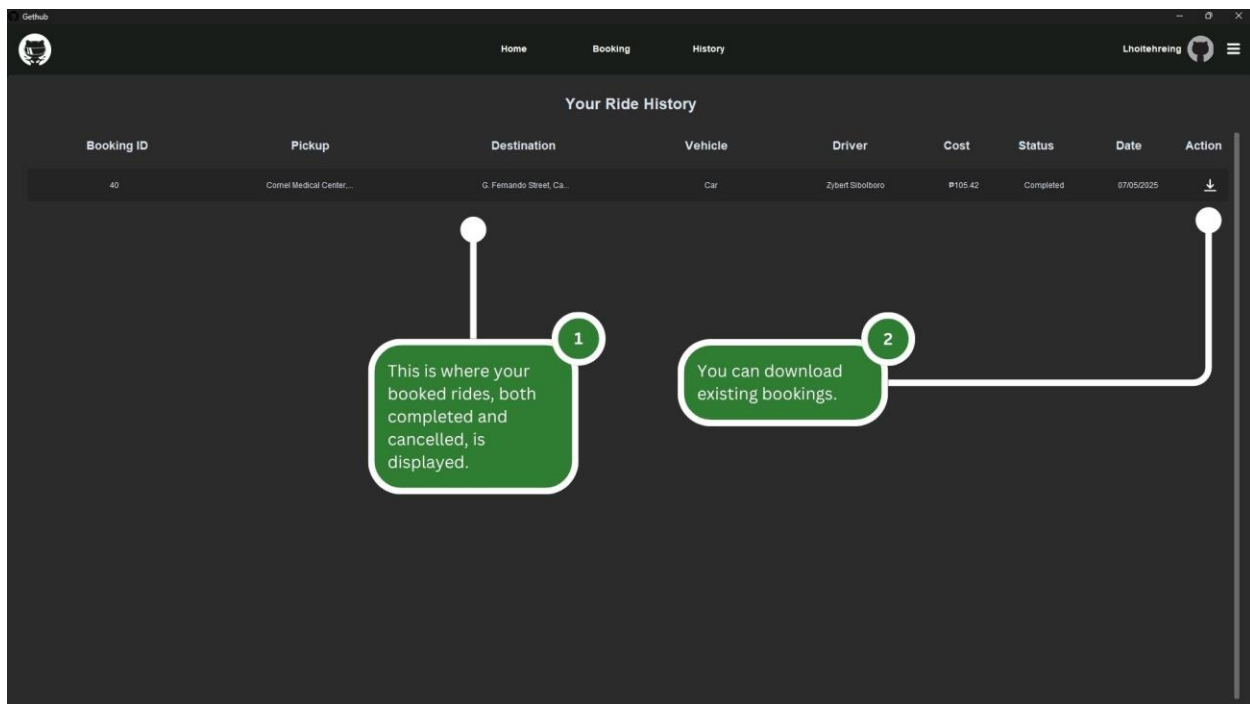 Gethub
Home Booking History Lhoitehreing
Your Ride History
Booking ID Pickup Destination Vehicle Driver Cost Status Date Action
40 Cornel Medical Center,... G. Fernando Street, Ca... Car Zybert Sibolboro ₱105.42 Completed 07/05/2025
1
This is where your
booked rides, both
completed and
cancelled, is
displayed.
2
You can download
existing bookings.